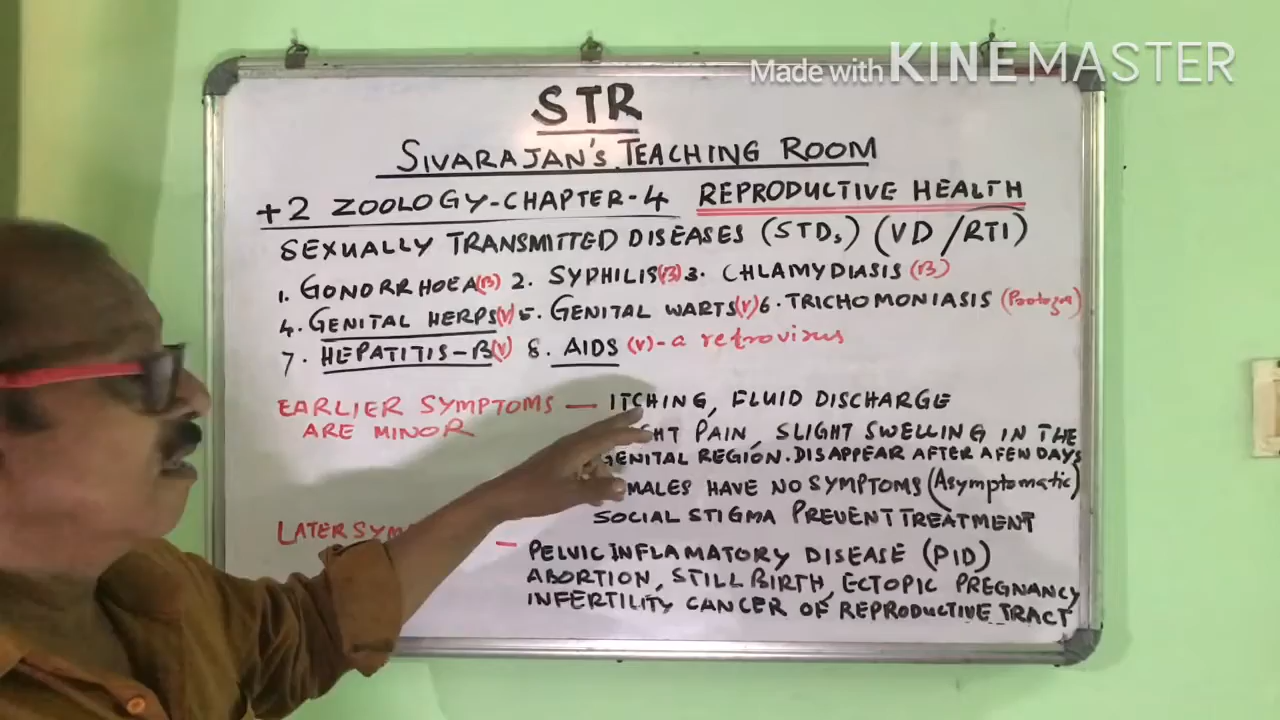 Made with KINEMASTER
STR
SIVARAJAN'S TEACHING ROOM
+2 ZOOLOGY-CHAPTER-4 REPRODUCTIVE HEALTH
SEXUALLY TRANSMITTED DISEASES (STDs) (VD/RTI)
1. GONORRHOEA(B) 2. SYPHILIS(B) 3. CHLAMYDIASIS (B)
4. GENITAL HERPS(V) 5. GENITAL WARTS(V) 6. TRICHOMONIASIS
7. HEPATITIS-B(V) 8. AIDS (V)-a retrovirus
EARLIER SYMPTOMS — ITCHING, FLUID DISCHARGE
ARE MINOR PAIN, SLIGHT SWELLING IN THE
GENITAL REGION. DISAPPEAR AFTER A FEN DAYS
MALES HAVE NO SYMPTOMS (Asymptomatic)
SOCIAL STIGMA PREVENT TREATMENT
LATER — PELVIC INFLAMATORY DISEASE (PID)
ABORTION, STILL BIRTH, ECTOPIC PREGNANCY
INFERTILITY CANCER OF REPRODUCTIVE TRACT